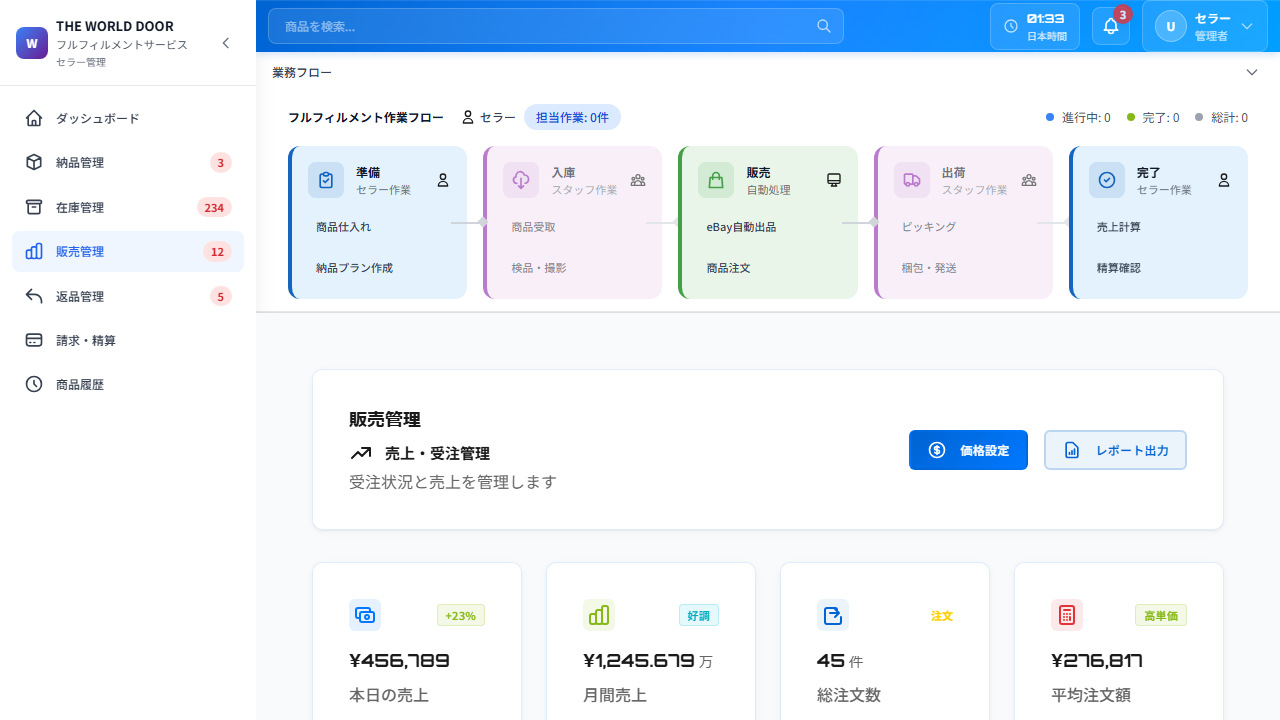 W
THE WORLD DOOR
フルフィルメントサービス
セラー管理
ダッシュボード
納品管理
3
在庫管理
234
販売管理
12
返品管理
5
請求・精算
商品履歴
商品を検索...
01:33
日本時間
3
U
セラー
管理者
業務フロー
フルフィルメント作業フロー
セラー
担当作業: 0件
進行中: 0
完了: 0
総計: 0
準備
セラー作業
商品仕入れ
納品プラン作成
入庫
スタッフ作業
商品受取
検品・撮影
販売
自動処理
eBay自動出品
商品注文
出荷
スタッフ作業
ピッキング
梱包・発送
完了
セラー作業
売上計算
精算確認
販売管理
売上・受注管理
受注状況と売上を管理します
価格設定
レポート出力
+23%
¥456,789
本日の売上
好調
¥1,245.679 万
月間売上
注文
45 件
総注文数
高単価
¥276,817
平均注文額